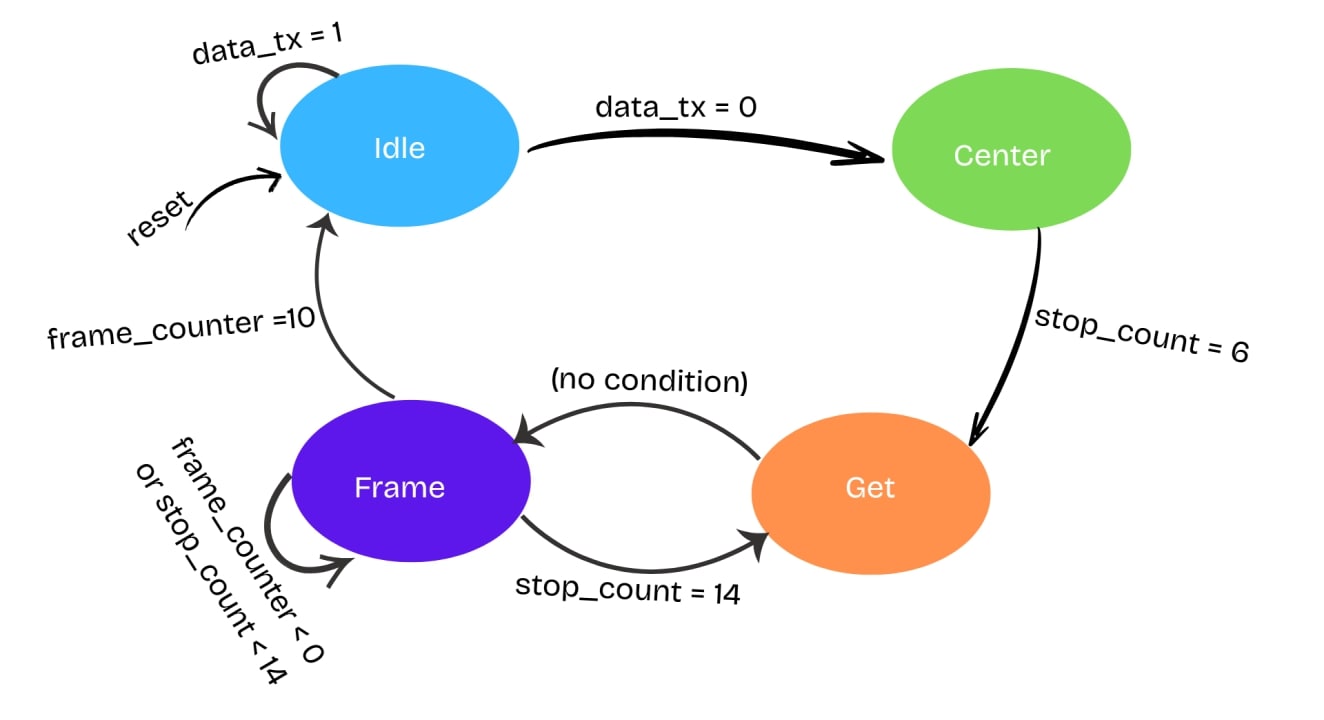 data_tx = 1
Idle
data_tx = 0
Center
reset
frame_counter =10
stop_count = 6
(no condition)
Frame
Get
frame_counter < 0
or stop_count < 14
stop_count = 14